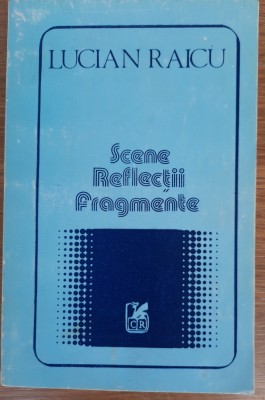 LUCIAN RAICU
Scene
Reflecții
Fragmente
CR